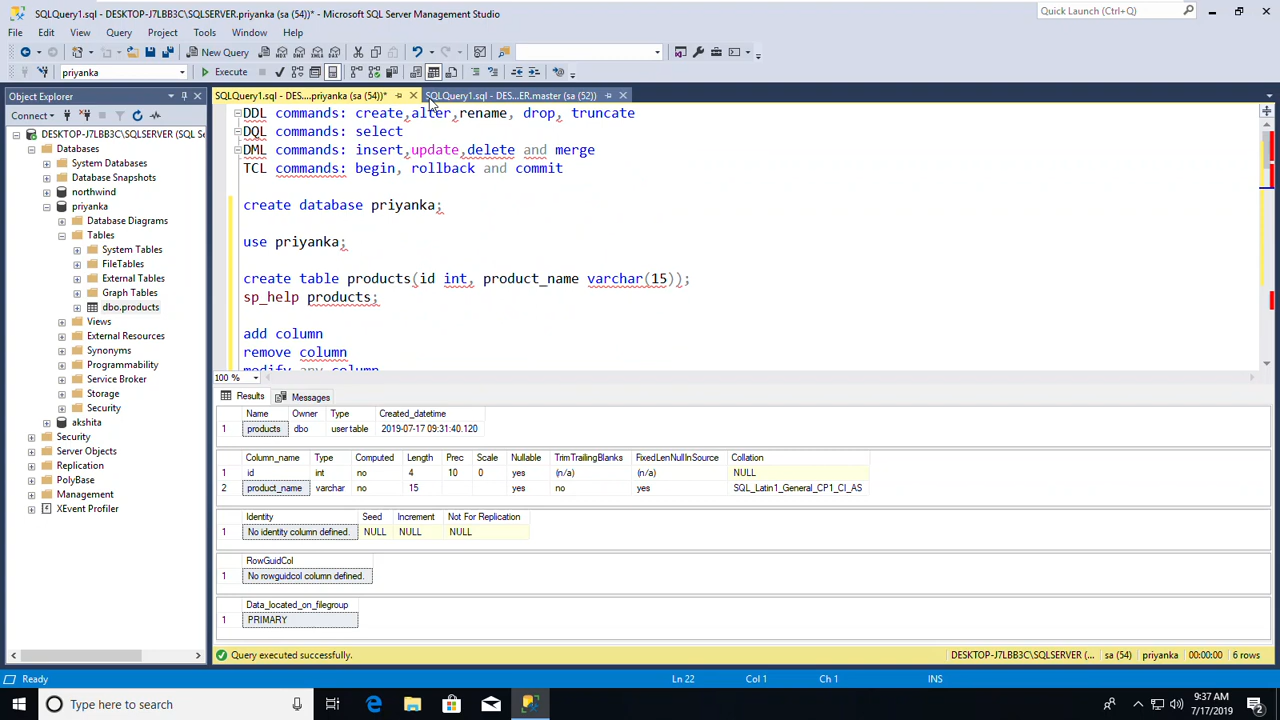 SQLQuery1.sql - DESKTOP-J7LBB3C\SQLSERVER.priyanka (sa (54))* - Microsoft SQL Server Management Studio
Quick Launch (Ctrl+Q)
File Edit View Query Project Tools Window Help
New Query
MDX DMX XMLA DAX
priyanka Execute
Object Explorer
SQLQuery1.sql - DES....priyanka (sa (54))* SQLQuery1.sql - DES...ER.master (sa (52))
Connect
DESKTOP-J7LBB3C\SQLSERVER (SQL Se
Databases
System Databases
Database Snapshots
northwind
priyanka
Database Diagrams
Tables
System Tables
FileTables
External Tables
Graph Tables
dbo.products
Views
External Resources
Synonyms
Programmability
Service Broker
Storage
Security
akshita
Security
Server Objects
Replication
PolyBase
Management
XEvent Profiler
DDL commands: create,alter,rename, drop, truncate
DQL commands: select
DML commands: insert,update,delete and merge
TCL commands: begin, rollback and commit
create database priyanka;
use priyanka;
create table products(id int, product_name varchar(15));
sp_help products;
add column
remove column
modify any column
100 %
Results Messages
Name Owner Type Created_datetime
1 products dbo user table 2019-07-17 09:31:40.120
Column_name Type Computed Length Prec Scale Nullable TrimTrailingBlanks FixedLenNullInSource Collation
1 id int no 4 10 0 yes (n/a) (n/a) NULL
2 product_name varchar no 15 yes no yes SQL_Latin1_General_CP1_CI_AS
Identity Seed Increment Not For Replication
1 No identity column defined. NULL NULL NULL
RowGuidCol
1 No rowguidcol column defined.
Data_located_on_filegroup
1 PRIMARY
Query executed successfully. DESKTOP-J7LBB3C\SQLSERVER (... sa (54) priyanka 00:00:00 6 rows
Ready Ln 22 Col 1 Ch 1 INS
Type here to search
9:37 AM
7/17/2019
2